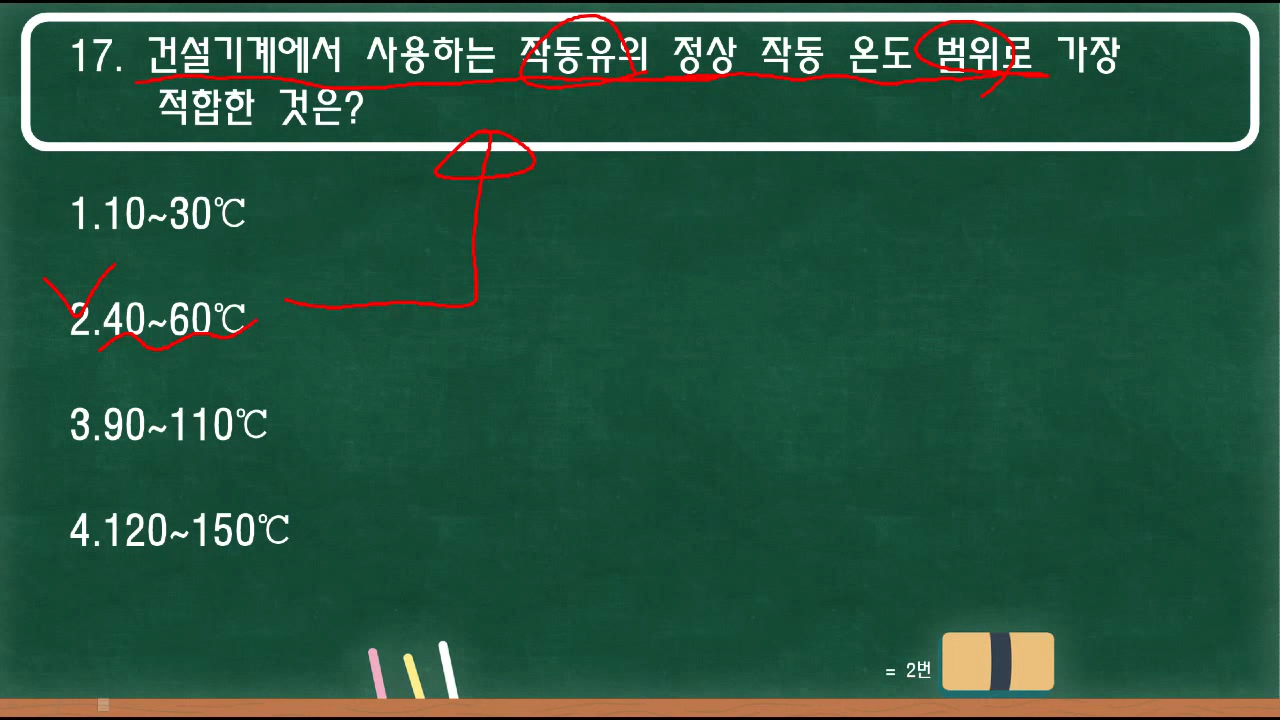 17. 건설기계에서 사용하는 작동유의 정상 작동 온도 범위로 가장
적합한 것은?
1.10~30℃
2.40~60℃
3.90~110℃
4.120~150℃
= 2번